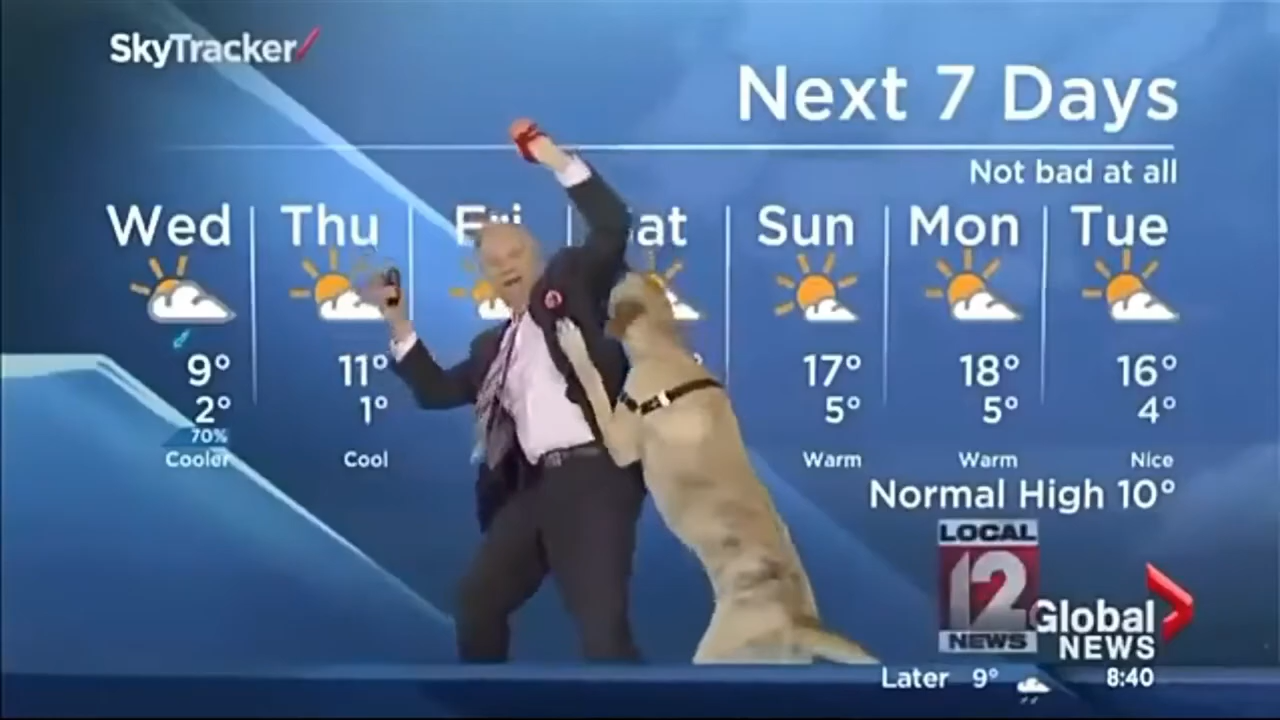 SkyTracker
Next 7 Days
Not bad at all
Wed Thu Fri Sat Sun Mon Tue
9° 11° 17° 18° 16°
2° 1° 5° 5° 4°
70%
Cooler Cool Warm Warm Nice
Normal High 10°
LOCAL
12
NEWS
Global
NEWS
Later 9° 8:40